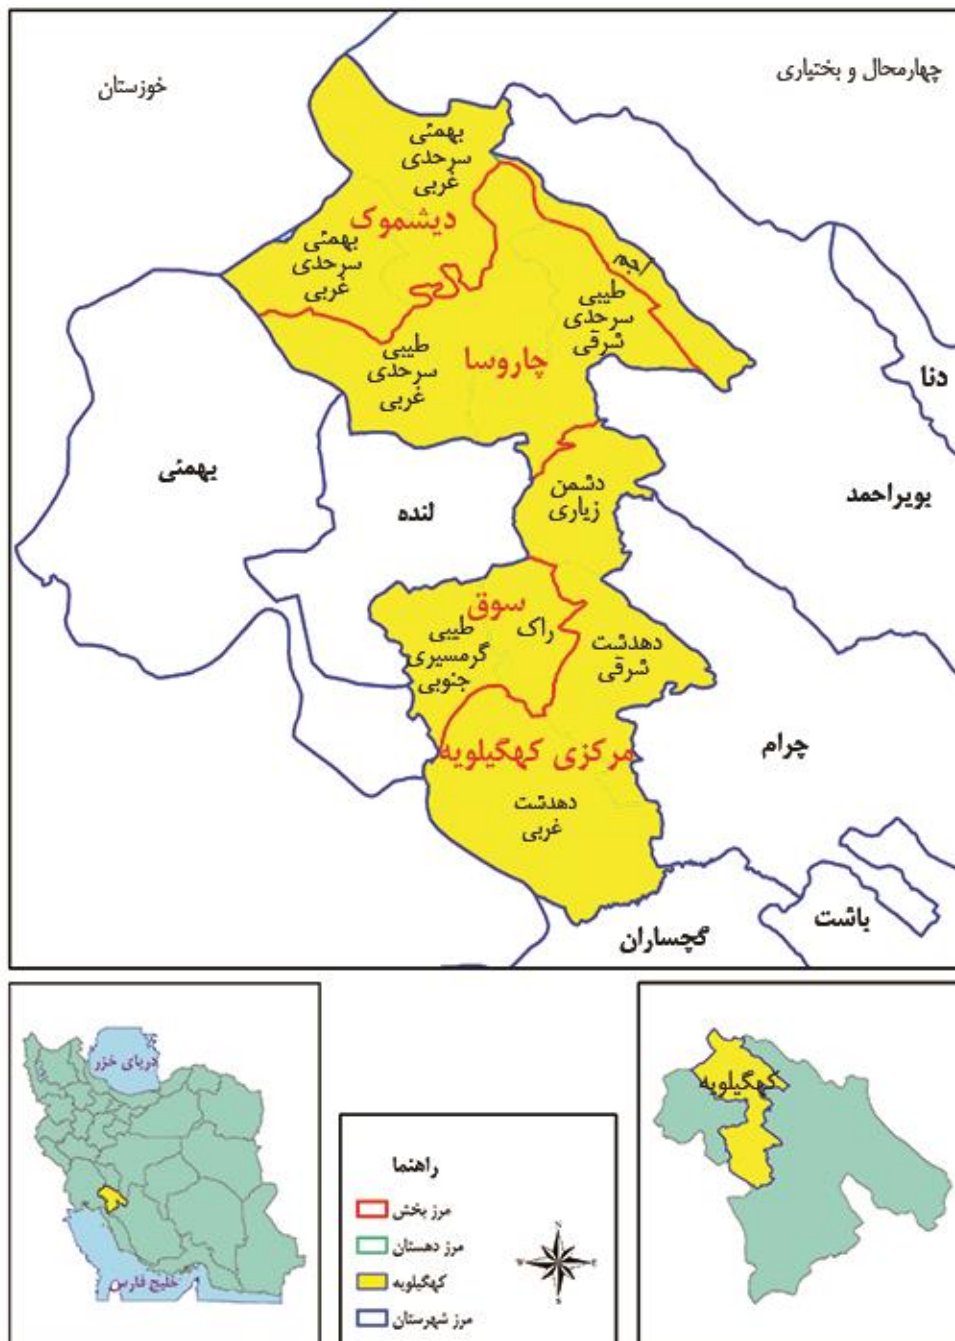 چهارمحال و بختیاری
خوزستان
بهمئی
سرحدی
غربی
دیشموک
بهمئی
سرحدی
غربی
آجم
طیبی
سرحدی
شرقی
طیبی
سرحدی
غربی
چاروسا
دنا
بهمئی
دشمن
زیاری
بویراحمد
لنده
سوق
راک
طیبی
گرمسیری
جنوبی
دهدشت
شرقی
مرکزی کهگیلویه
چرام
دهدشت
غربی
باشت
گچساران
کهگیلویه
دریای خزر
خلیج فارس
راهنما
مرز بخش
مرز دهستان
کهگیلویه
مرز شهرستان
N
W
E
S